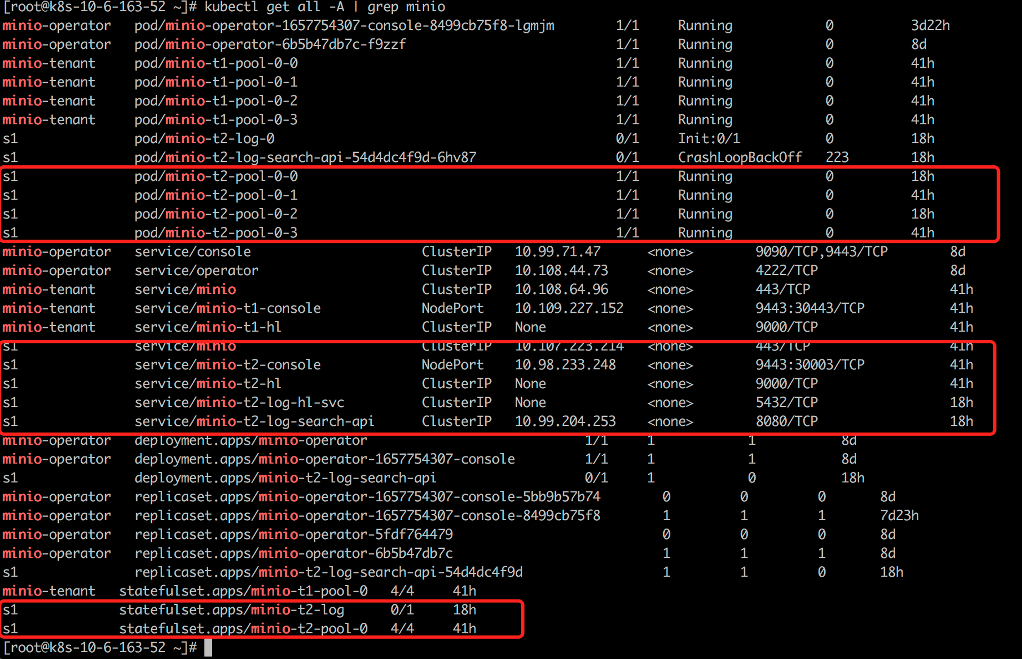 [root@k8s-10-6-163-52 ~]# kubectl get all -A | grep minio
minio-operator pod/minio-operator-1657754307-console-8499cb75f8-lgmjm 1/1 Running 0 3d22h
minio-operator pod/minio-operator-6b5b47db7c-f9zzf 1/1 Running 0 8d
minio-tenant pod/minio-t1-pool-0-0 1/1 Running 0 41h
minio-tenant pod/minio-t1-pool-0-1 1/1 Running 0 41h
minio-tenant pod/minio-t1-pool-0-2 1/1 Running 0 41h
minio-tenant pod/minio-t1-pool-0-3 1/1 Running 0 41h
s1 pod/minio-t2-log-0 0/1 Init:0/1 0 18h
s1 pod/minio-t2-log-search-api-54d4dc4f9d-6hv87 0/1 CrashLoopBackOff 223 18h
s1 pod/minio-t2-pool-0-0 1/1 Running 0 18h
s1 pod/minio-t2-pool-0-1 1/1 Running 0 41h
s1 pod/minio-t2-pool-0-2 1/1 Running 0 18h
s1 pod/minio-t2-pool-0-3 1/1 Running 0 41h
minio-operator service/console ClusterIP 10.99.71.47 <none> 9090/TCP,9443/TCP 8d
minio-operator service/operator ClusterIP 10.108.44.73 <none> 4222/TCP 8d
minio-tenant service/minio ClusterIP 10.108.64.96 <none> 443/TCP 41h
minio-tenant service/minio-t1-console NodePort 10.109.227.152 <none> 9443:30443/TCP 41h
minio-tenant service/minio-t1-hl ClusterIP None <none> 9000/TCP 41h
s1 service/minio ClusterIP 10.107.223.214 <none> 443/TCP 41h
s1 service/minio-t2-console NodePort 10.98.233.248 <none> 9443:30003/TCP 41h
s1 service/minio-t2-hl ClusterIP None <none> 9000/TCP 41h
s1 service/minio-t2-log-hl-svc ClusterIP None <none> 5432/TCP 18h
s1 service/minio-t2-log-search-api ClusterIP 10.99.204.253 <none> 8080/TCP 18h
minio-operator deployment.apps/minio-operator 1/1 1 1 8d
minio-operator deployment.apps/minio-operator-1657754307-console 1/1 1 1 8d
s1 deployment.apps/minio-t2-log-search-api 0/1 1 0 18h
minio-operator replicaset.apps/minio-operator-1657754307-console-5bb9b57b74 0 0 0 8d
minio-operator replicaset.apps/minio-operator-1657754307-console-8499cb75f8 1 1 1 7d23h
minio-operator replicaset.apps/minio-operator-5fdf764479 0 0 0 8d
minio-operator replicaset.apps/minio-operator-6b5b47db7c 1 1 1 8d
s1 replicaset.apps/minio-t2-log-search-api-54d4dc4f9d 1 1 0 18h
minio-tenant statefulset.apps/minio-t1-pool-0 4/4 41h
s1 statefulset.apps/minio-t2-log 0/1 18h
s1 statefulset.apps/minio-t2-pool-0 4/4 41h
[root@k8s-10-6-163-52 ~]#